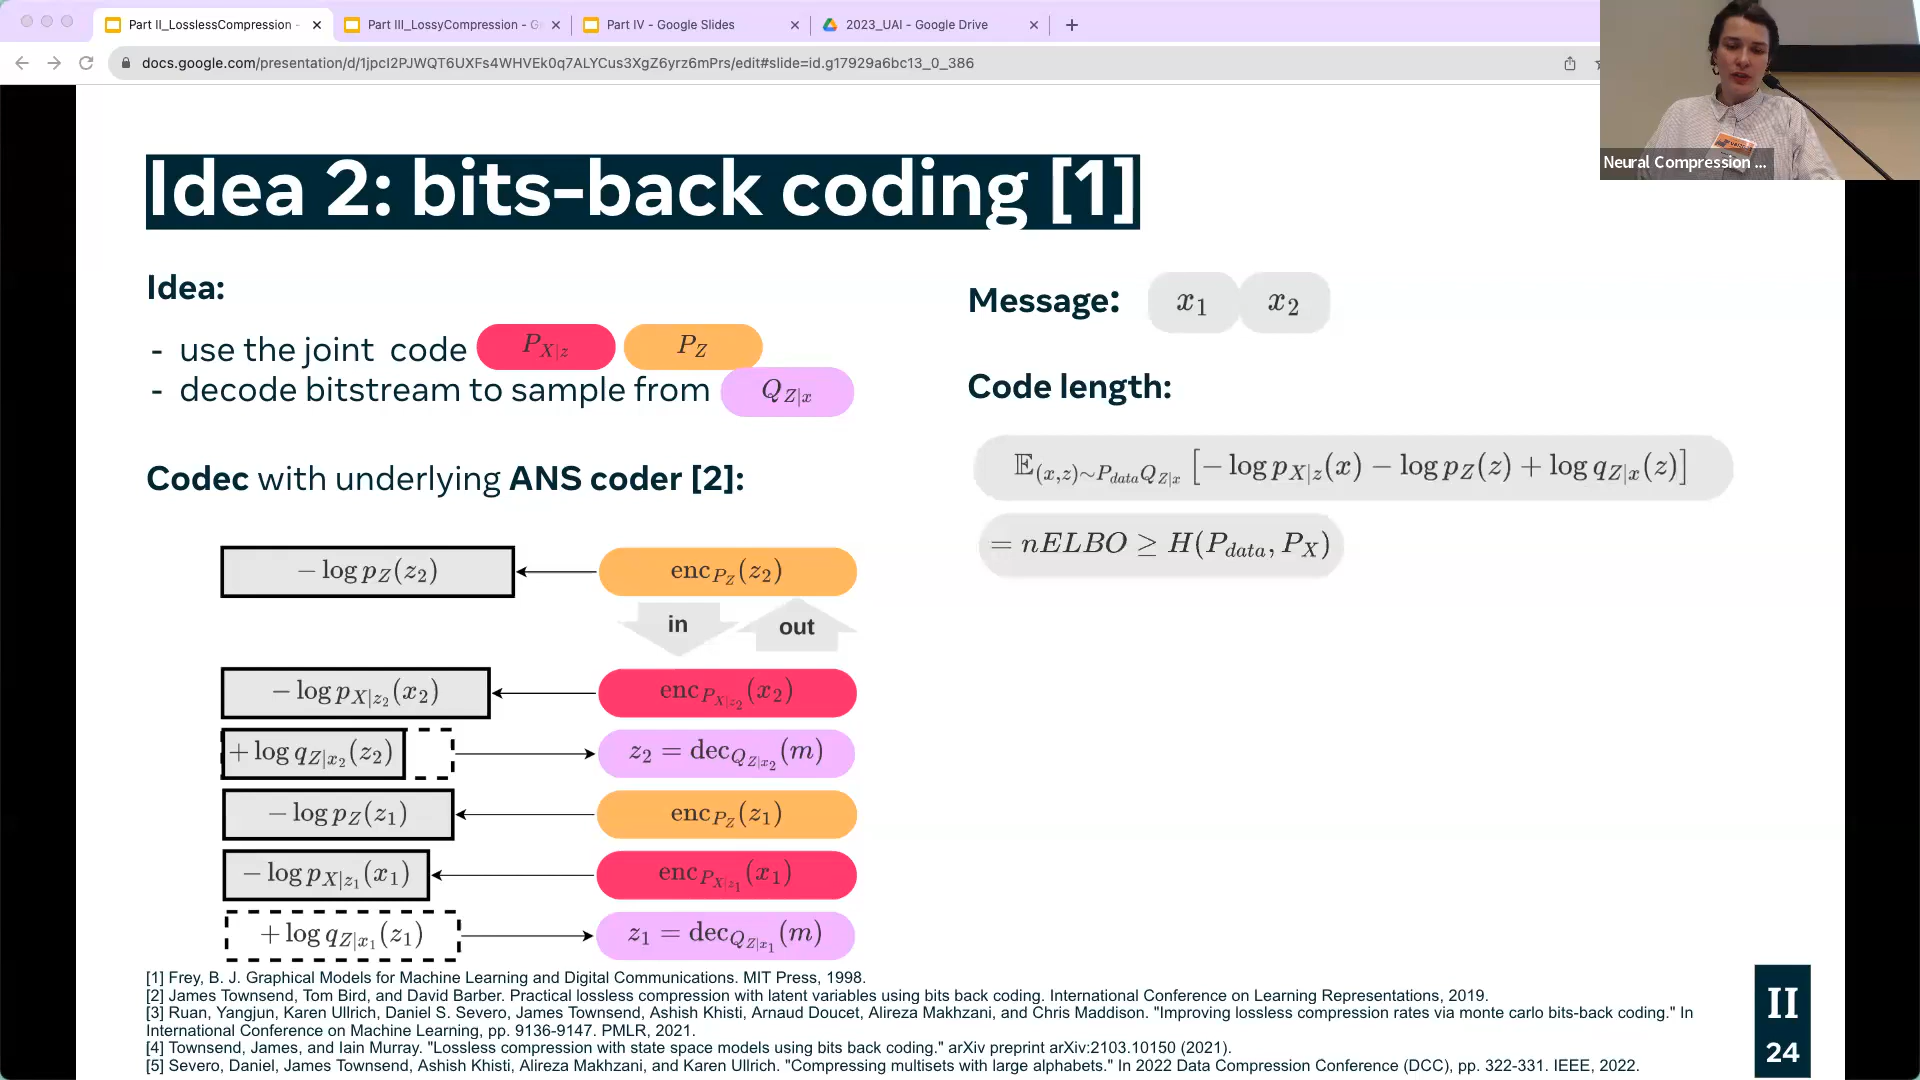 Part II_LosslessCompression -
Part III_LossyCompression - G
Part IV - Google Slides
2023_UAI - Google Drive
docs.google.com/presentation/d/1jpcI2PJWQT6UXFs4WHVEk0q7ALYCus3XgZ6yrz6mPrs/edit#slide=id.g17929a6bc13_0_386
Neural Compression ...
Idea 2: bits-back coding [1]
Idea:
- use the joint code P_{X|z} P_Z
- decode bitstream to sample from Q_{Z|x}
Codec with underlying ANS coder [2]:
− log p_Z(z_2) enc_{P_Z}(z_2)
in out
− log p_{X|z_2}(x_2) enc_{P_{X|z_2}}(x_2)
+ log q_{Z|x_2}(z_2) z_2 = dec_{Q_{Z|x_2}}(m)
− log p_Z(z_1) enc_{P_Z}(z_1)
− log p_{X|z_1}(x_1) enc_{P_{X|z_1}}(x_1)
+ log q_{Z|x_1}(z_1) z_1 = dec_{Q_{Z|x_1}}(m)
Message: x_1 x_2
Code length:
𝔼_{(x,z)∼P_{data}Q_{Z|x}} [− log p_{X|z}(x) − log p_Z(z) + log q_{Z|x}(z)]
= nELBO ≥ H(P_{data}, P_X)
[1] Frey, B. J. Graphical Models for Machine Learning and Digital Communications. MIT Press, 1998.
[2] James Townsend, Tom Bird, and David Barber. Practical lossless compression with latent variables using bits back coding. International Conference on Learning Representations, 2019.
[3] Ruan, Yangjun, Karen Ullrich, Daniel S. Severo, James Townsend, Ashish Khisti, Arnaud Doucet, Alireza Makhzani, and Chris Maddison. "Improving lossless compression rates via monte carlo bits-back coding." In
International Conference on Machine Learning, pp. 9136-9147. PMLR, 2021.
[4] Townsend, James, and Iain Murray. "Lossless compression with state space models using bits back coding." arXiv preprint arXiv:2103.10150 (2021).
[5] Severo, Daniel, James Townsend, Ashish Khisti, Alireza Makhzani, and Karen Ullrich. "Compressing multisets with large alphabets." In 2022 Data Compression Conference (DCC), pp. 322-331. IEEE, 2022.
II
24